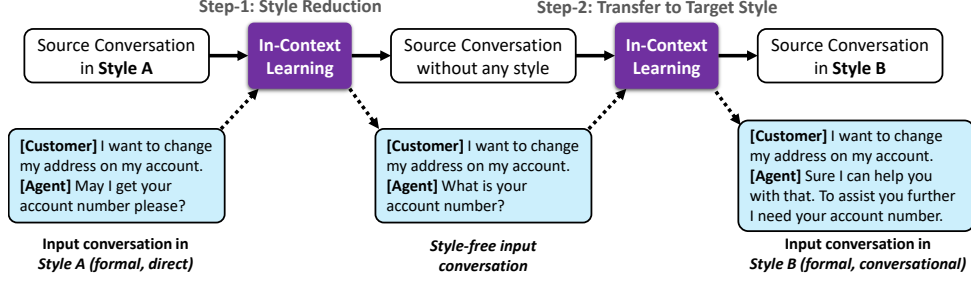 Step-1: Style Reduction
Step-2: Transfer to Target Style
Source Conversation
in Style A
In-Context
Learning
Source Conversation
without any style
In-Context
Learning
Source Conversation
in Style B
[Customer] I want to change
my address on my account.
[Agent] May I get your
account number please?
[Customer] I want to change
my address on my account.
[Agent] What is your
account number?
[Customer] I want to change
my address on my account.
[Agent] Sure I can help you
with that. To assist you further
I need your account number.
Input conversation in
Style A (formal, direct)
Style-free input
conversation
Input conversation in
Style B (formal, conversational)